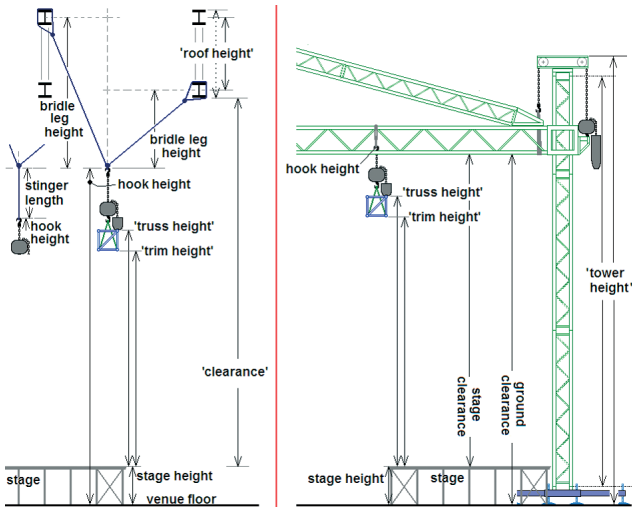 'roof height'
bridle
leg
height
bridle leg
height
stinger
length
hook
height
hook height
'truss height'
'trim height'
'clearance'
stage
stage height
venue floor
hook height
'truss height'
'trim height'
'tower
height'
stage
clearance
ground
clearance
stage height
stage